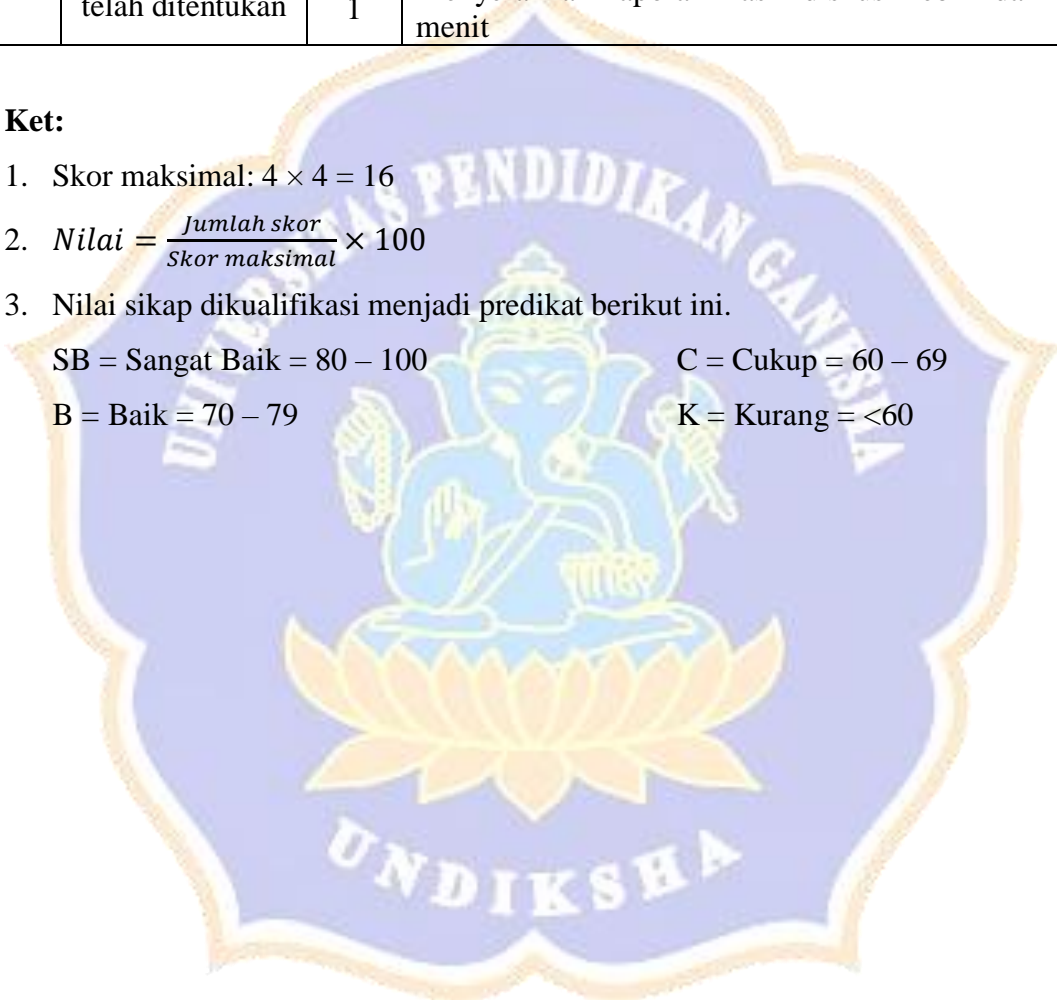 telah ditentukan 1
menit
Ket:
1. Skor maksimal: 4 × 4 = 16
2. Nilai = Jumlah skor / Skor maksimal × 100
3. Nilai sikap dikualifikasi menjadi predikat berikut ini.
SB = Sangat Baik = 80 – 100 C = Cukup = 60 – 69
B = Baik = 70 – 79 K = Kurang = <60
UNIVERSITAS PENDIDIKAN GANESHA
UNDIKSHA